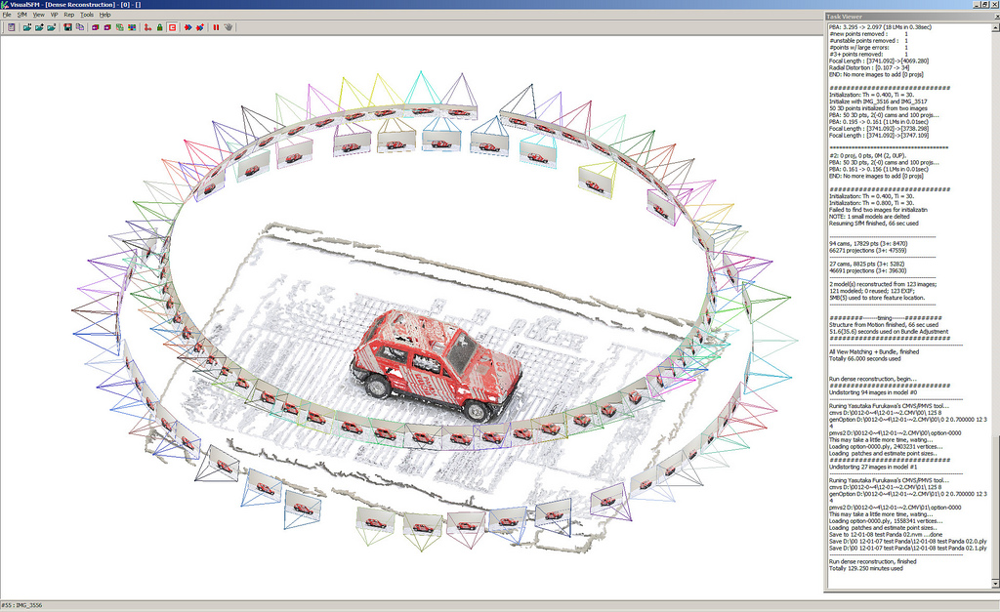 VisualSFM - [Dense Reconstruction] - [0] - []
File SfM View VP Rep Tools Help
Task Viewer
PBA: 3.295 -> 2.097 (18 LMs in 0.38sec)
#new points removed : 1
#unstable points removed : 1
#points w/ large errors: 1
#3+ points removed: 1
Focal Length : [3741.092]->[4069.280]
Radial Distortion : [0.107 -> 34]
END: No more images to add [0 projs]
#############################
Initialization: Th = 0.400, Ti = 30.
Initialize with IMG_3516 and IMG_3517
50 3D points initialized from two images
PBA: 50 3D pts, 2(-0) cams and 100 proj...
PBA: 0.195 -> 0.161 (1 LMs in 0.01sec)
Focal Length : [3741.092]->[3738.298]
Focal Length : [3741.092]->[3747.109]
#2: 0 proj, 0 pts, 0M (2, 0UP).
PBA: 50 3D pts, 2(-0) cams and 100 proj...
PBA: 0.161 -> 0.156 (1 LMs in 0.01sec)
END: No more images to add [0 projs]
#############################
Initialization: Th = 0.400, Ti = 30.
Initialization: Th = 0.800, Ti = 30.
Failed to find two images for initializatin
NOTE: 1 small models are delted
Resuming SfM finished, 66 sec used
94 cams, 17829 pts (3+: 8470)
66271 projections (3+: 47559)
27 cams, 8825 pts (3+: 5282)
46691 projections (3+: 39630)
2 model(s) reconstructed from 123 images;
121 modeled; 0 reused; 123 EXIF;
5MB(5) used to store feature location.
########-------timing------#########
Structure from Motion finished, 66 sec used
51.6(35.6) seconds used on Bundle Adjustment
#############################
All View Matching + Bundle, finished
Totally 66.000 seconds used
Run dense reconstruction, begin...
#############################
Undistorting 94 images in model #0
Runing Yasutaka Furukawa's CMVS/PMVS tool...
cmvs D:\0012-0~4\12-01-~2.CMV\00\ 125 8
genOption D:\0012-0~4\12-01-~2.CMV\00\ 0 2 0.700000 12 3
4
pmvs2 D:\0012-0~4\12-01-~2.CMV\00\ option-0000
This may take a little more time, wating...
Loading option-0000.ply, 2403231 vertices...
Loading patches and estimate point sizes..
#############################
Undistorting 27 images in model #1
Runing Yasutaka Furukawa's CMVS/PMVS tool...
cmvs D:\0012-0~4\12-01-~2.CMV\01\ 125 8
genOption D:\0012-0~4\12-01-~2.CMV\01\ 0 2 0.700000 12 3
4
pmvs2 D:\0012-0~4\12-01-~2.CMV\01\ option-0000
This may take a little more time, wating...
Loading option-0000.ply, 1558341 vertices...
Loading patches and estimate point sizes..
Save to 12-01-08 test Panda 02.nvm ...done
Save D:\00 12-01-07 test Panda\12-01-08 test Panda 02.0.ply
Save D:\00 12-01-07 test Panda\12-01-08 test Panda 02.1.ply
Run dense reconstruction, finished
Totally 129.250 minutes used
#55 : IMG_3556